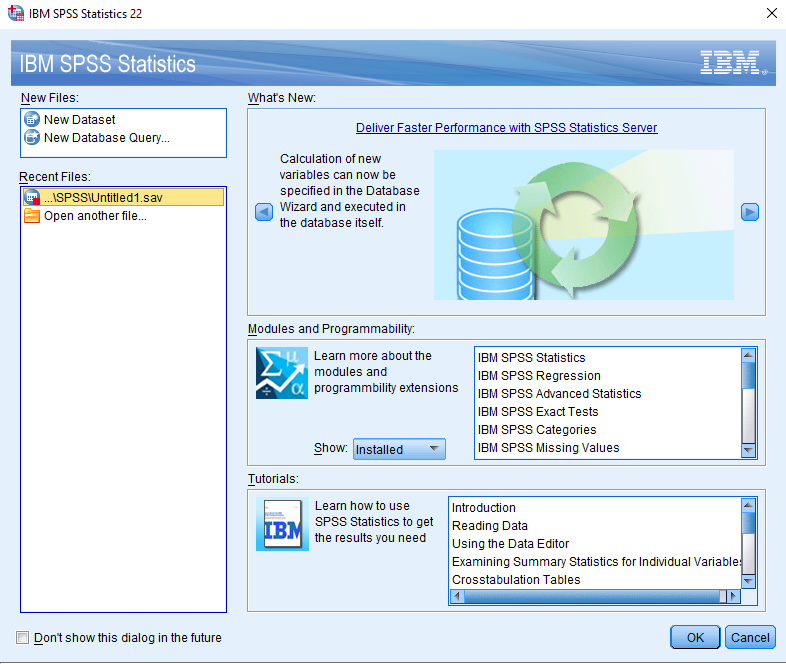 IBM SPSS Statistics 22
IBM SPSS Statistics
IBM
New Files:
New Dataset
New Database Query...
Recent Files:
...\SPSS\Untitled1.sav
Open another file...
What's New:
Deliver Faster Performance with SPSS Statistics Server
Calculation of new
variables can now be
specified in the Database
Wizard and executed in
the database itself.
Modules and Programmability:
Learn more about the
modules and
programmbility extensions
Show: Installed
IBM SPSS Statistics
IBM SPSS Regression
IBM SPSS Advanced Statistics
IBM SPSS Exact Tests
IBM SPSS Categories
IBM SPSS Missing Values
Tutorials:
IBM
Learn how to use
SPSS Statistics to get
the results you need
Introduction
Reading Data
Using the Data Editor
Examining Summary Statistics for Individual Variables
Crosstabulation Tables
Don't show this dialog in the future
OK
Cancel